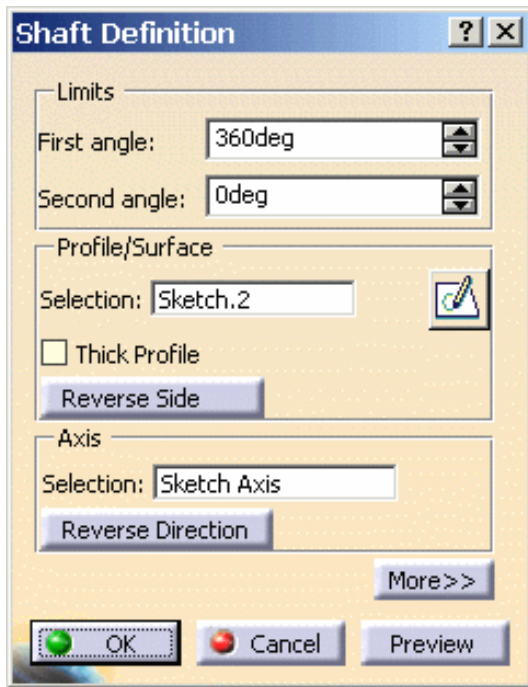 Shaft Definition ?
Limits
First angle: 360deg
Second angle: 0deg
Profile/Surface
Selection: Sketch.2
Thick Profile
Reverse Side
Axis
Selection: Sketch Axis
Reverse Direction
More>>
OK Cancel Preview